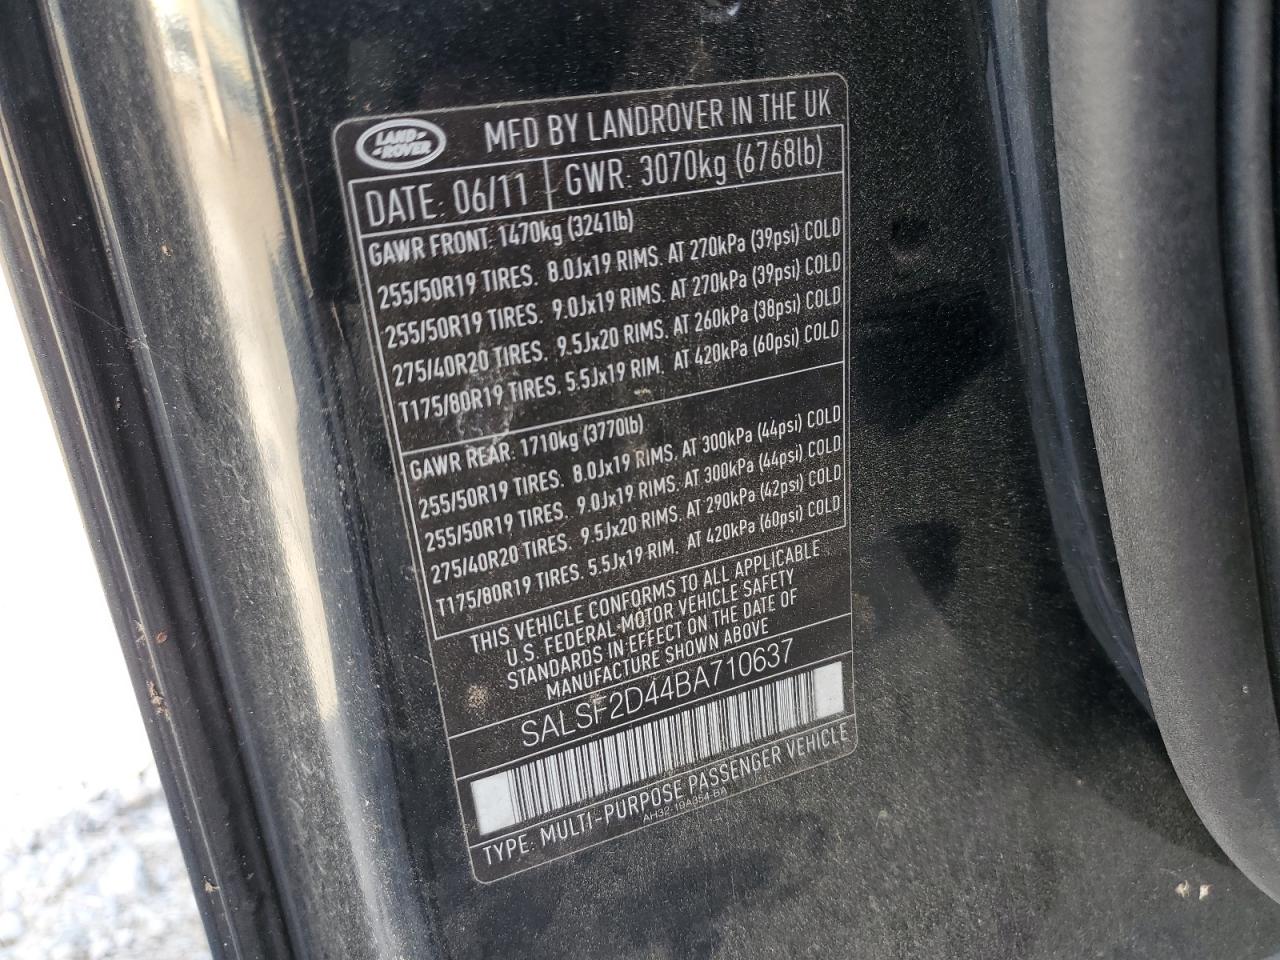 LAND-
-ROVER
MFD BY LANDROVER IN THE UK
DATE: 06/11 GWR: 3070kg (6768lb)
GAWR FRONT: 1470kg (3241lb)
255/50R19 TIRES. 8.0Jx19 RIMS. AT 270kPa (39psi) COLD
255/50R19 TIRES. 9.0Jx19 RIMS. AT 270kPa (39psi) COLD
275/40R20 TIRES. 9.5Jx20 RIMS. AT 260kPa (38psi) COLD
T175/80R19 TIRES. 5.5Jx19 RIM. AT 420kPa (60psi) COLD
GAWR REAR: 1710kg (3770lb)
255/50R19 TIRES. 8.0Jx19 RIMS. AT 300kPa (44psi) COLD
255/50R19 TIRES. 9.0Jx19 RIMS. AT 300kPa (44psi) COLD
275/40R20 TIRES. 9.5Jx20 RIMS. AT 290kPa (42psi) COLD
T175/80R19 TIRES. 5.5Jx19 RIM. AT 420kPa (60psi) COLD
THIS VEHICLE CONFORMS TO ALL APPLICABLE
U.S. FEDERAL MOTOR VEHICLE SAFETY
STANDARDS IN EFFECT ON THE DATE OF
MANUFACTURE SHOWN ABOVE
SALSF2D44BA710637
TYPE: MULTI-PURPOSE PASSENGER VEHICLE
AH32-19A354-BA